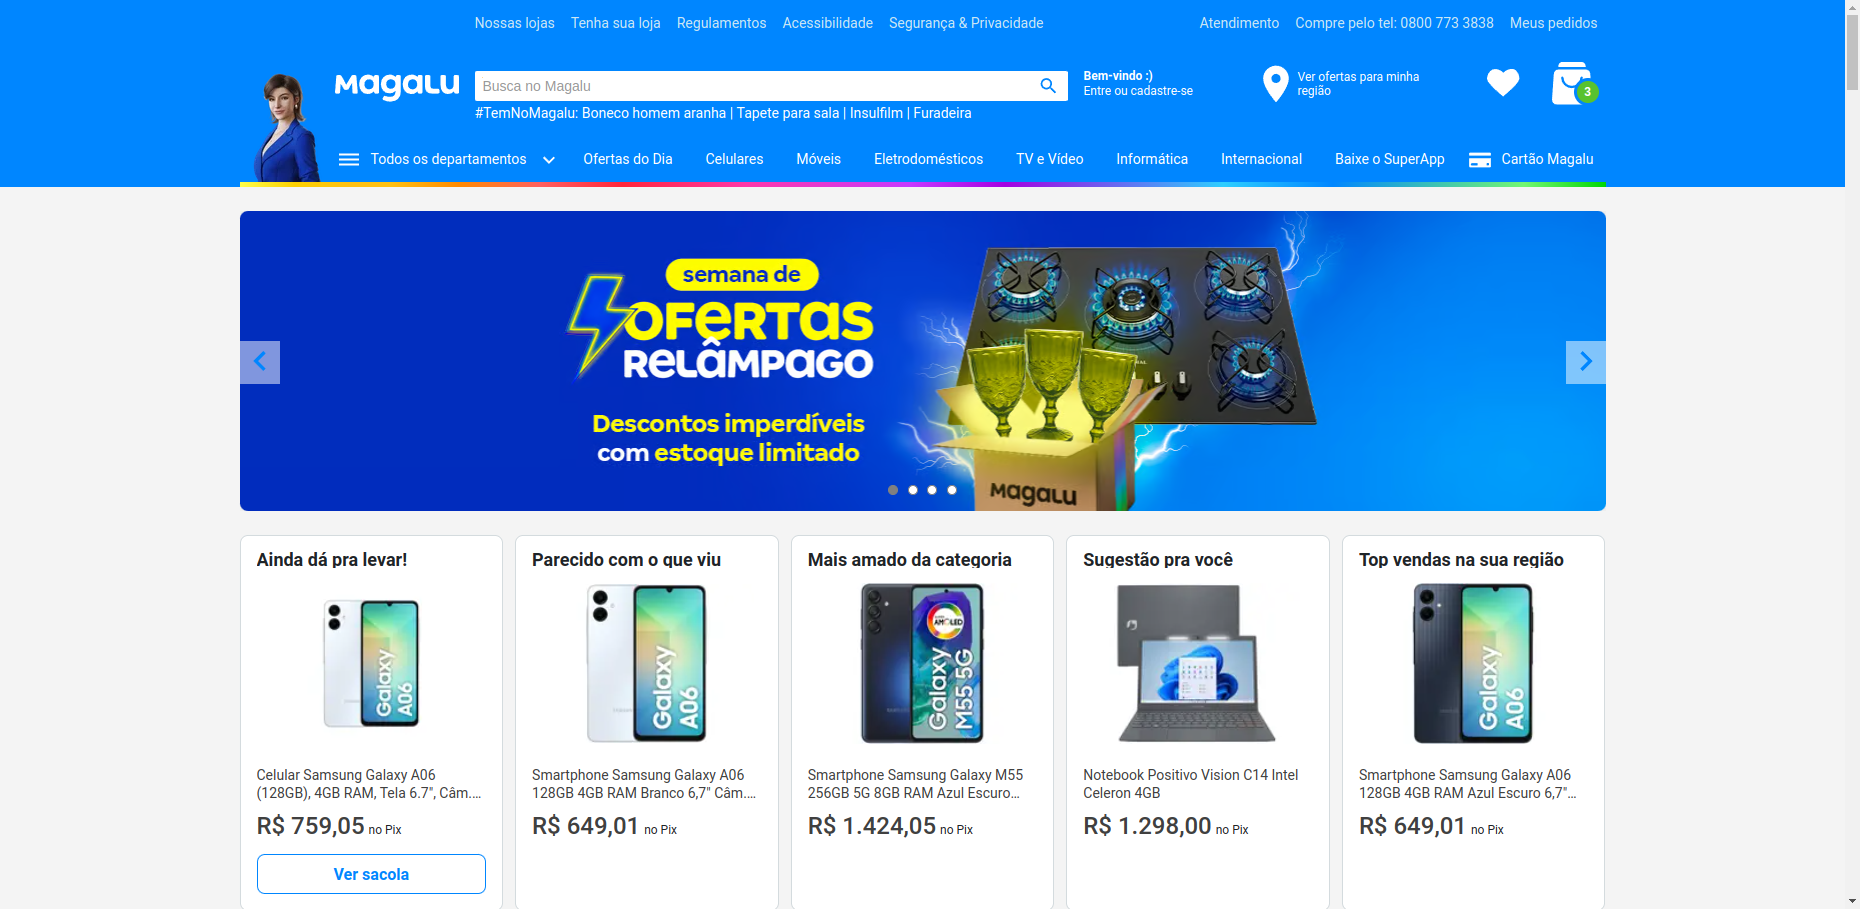 Nossas lojas Tenha sua loja Regulamentos Acessibilidade Segurança & Privacidade Atendimento Compre pelo tel: 0800 773 3838 Meus pedidos
Magalu
Busca no Magalu
Bem-vindo :)
Entre ou cadastre-se
Ver ofertas para minha
região
3
#TemNoMagalu: Boneco homem aranha | Tapete para sala | Insulfilm | Furadeira
Todos os departamentos Ofertas do Dia Celulares Móveis Eletrodomésticos TV e Vídeo Informática Internacional Baixe o SuperApp Cartão Magalu
semana de
OFERTAS
RELÂMPAGO
Descontos imperdíveis
com estoque limitado
Magalu
Ainda dá pra levar!
Galaxy
A06
Celular Samsung Galaxy A06
(128GB), 4GB RAM, Tela 6.7", Câm....
R$ 759,05 no Pix
Ver sacola
Parecido com o que viu
Galaxy
A06
Smartphone Samsung Galaxy A06
128GB 4GB RAM Branco 6,7" Câm....
R$ 649,01 no Pix
Mais amado da categoria
AMOLED
Galaxy
M55 5G
Smartphone Samsung Galaxy M55
256GB 5G 8GB RAM Azul Escuro...
R$ 1.424,05 no Pix
Sugestão pra você
Notebook Positivo Vision C14 Intel
Celeron 4GB
R$ 1.298,00 no Pix
Top vendas na sua região
Galaxy
A06
Smartphone Samsung Galaxy A06
128GB 4GB RAM Azul Escuro 6,7"...
R$ 649,01 no Pix